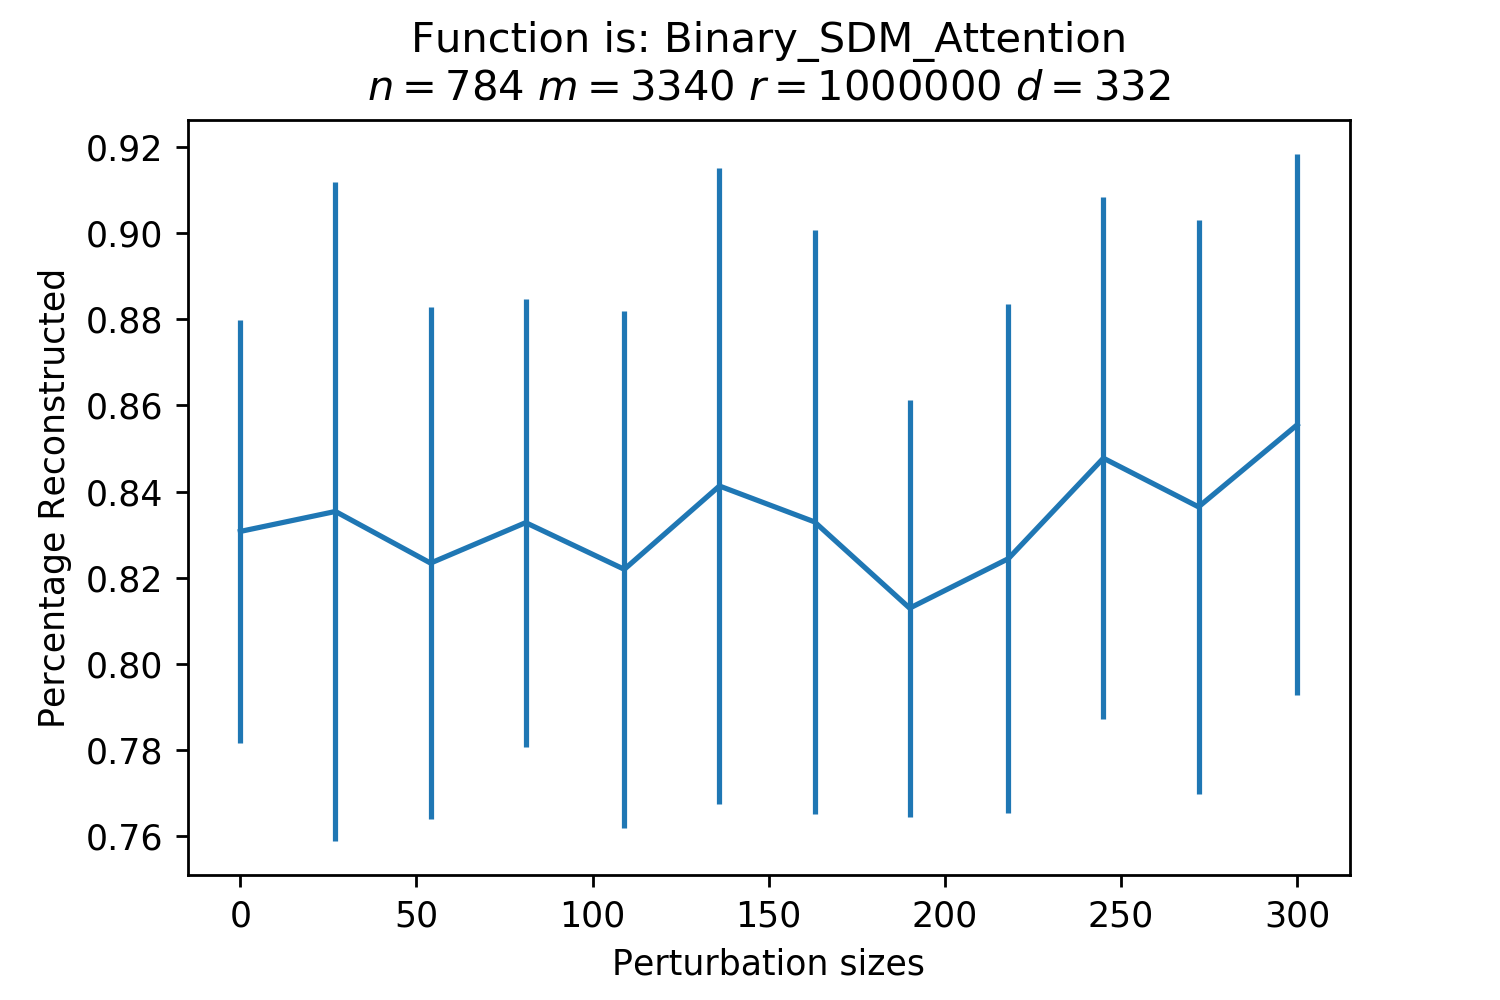 Function is: Binary_SDM_Attention
n = 784 m = 3340 r = 1000000 d = 332
0.92
0.90
0.88
0.86
0.84
0.82
0.80
0.78
0.76
Percentage Reconstructed
0 50 100 150 200 250 300
Perturbation sizes